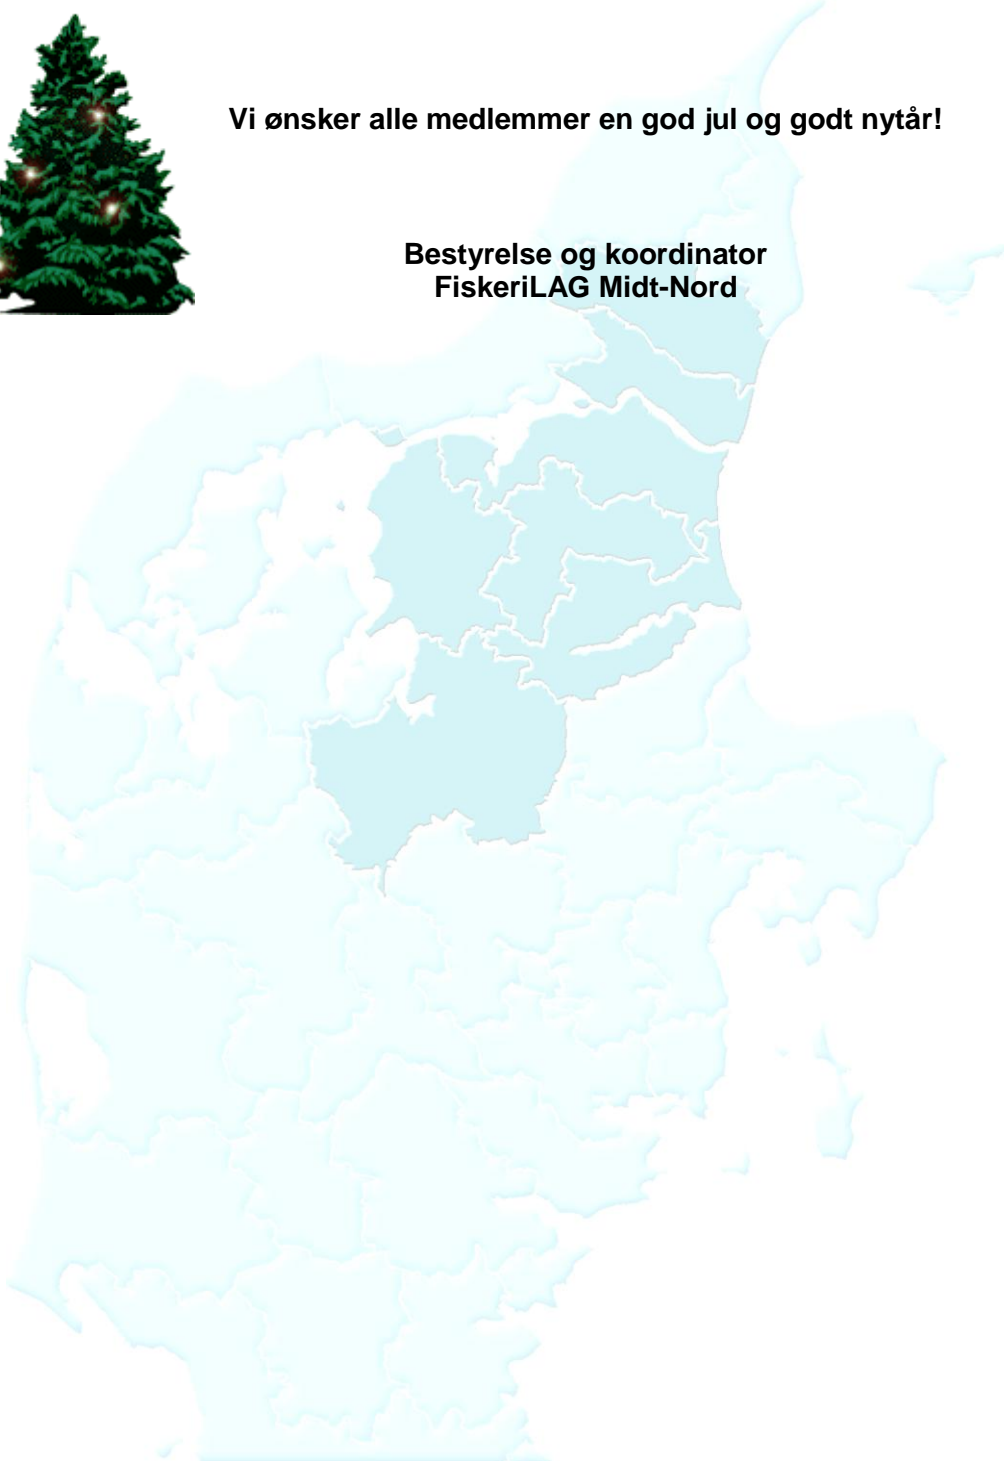 Vi ønsker alle medlemmer en god jul og godt nytår!
Bestyrelse og koordinator
FiskeriLAG Midt-Nord